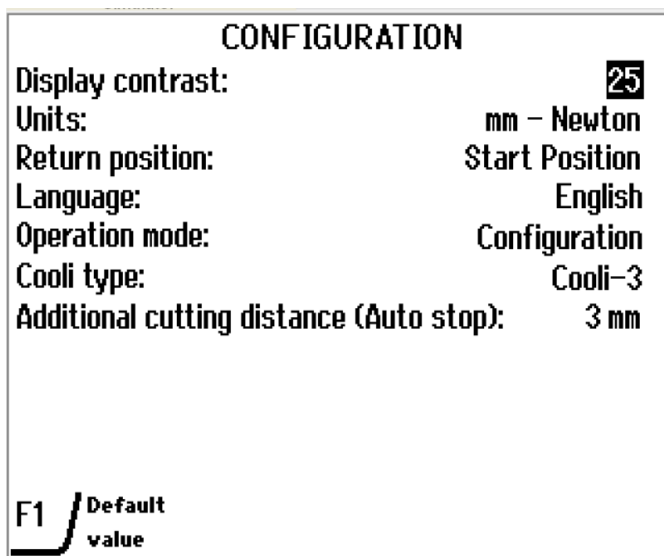 CONFIGURATION
Display contrast: 25
Units: mm - Newton
Return position: Start Position
Language: English
Operation mode: Configuration
Cooli type: Cooli-3
Additional cutting distance (Auto stop): 3 mm
F1 Default
value